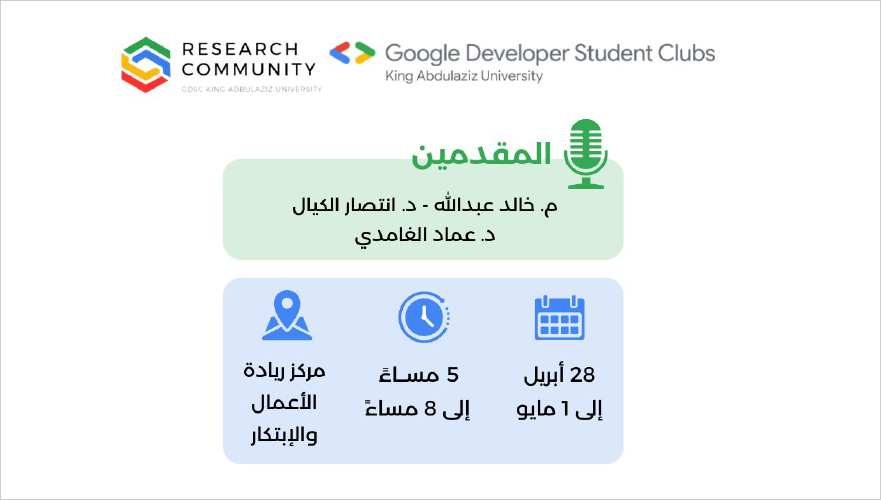 RESEARCH
COMMUNITY
GDSC KING ADBULAZIZ UNIVERSITY
Google Developer Student Clubs
King Abdulaziz University
المقدمين
م. خالد عبدالله - د. انتصار الكيال
د. عماد الغامدي
28 أبريل
إلى 1 مايو
5 مساءً
إلى 8 مساءً
مركز ريادة
الأعمال
والإبتكار